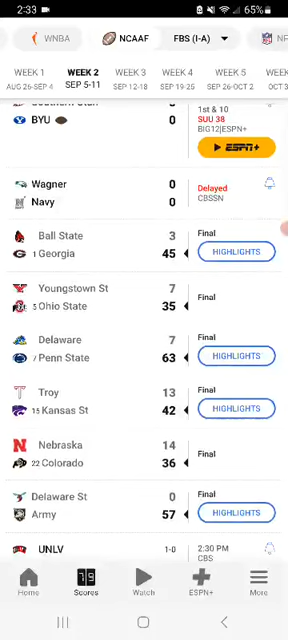 2:33
65%
WNBA
NCAAF
FBS (I-A)
WEEK 1
AUG 26-SEP 4
WEEK 2
SEP 5-11
WEEK 3
SEP 12-18
WEEK 4
SEP 19-25
WEEK 5
SEP 26-OCT 2
WEEK
OCT 3
BYU 0
1st & 10
SUU 38
BIG12|ESPN+
ESPN+
Wagner 0
Navy 0
Delayed
CBSSN
Ball State 3
1 Georgia 45
Final
HIGHLIGHTS
Youngstown St 7
5 Ohio State 35
Final
Delaware 7
7 Penn State 63
Final
HIGHLIGHTS
Troy 13
15 Kansas St 42
Final
HIGHLIGHTS
Nebraska 14
22 Colorado 36
Final
Delaware St 0
Army 57
Final
HIGHLIGHTS
UNLV 1-0
2:30 PM
CBS
Home
Scores
Watch
ESPN+
More